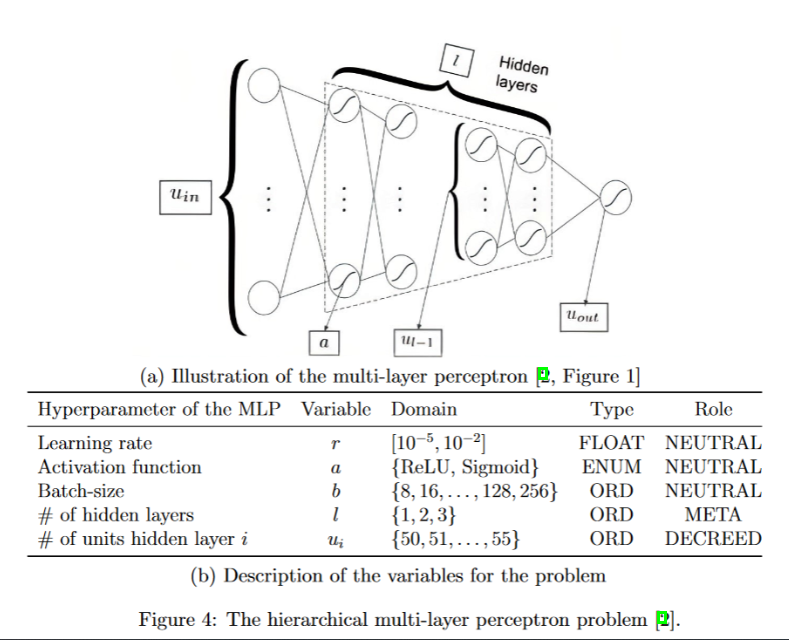 l
Hidden
layers
u_in
a
u_{l−1}
u_out
(a) Illustration of the multi-layer perceptron [2, Figure 1]
Hyperparameter of the MLP Variable Domain Type Role
Learning rate r [10^{−5}, 10^{−2}] FLOAT NEUTRAL
Activation function a {ReLU, Sigmoid} ENUM NEUTRAL
Batch-size b {8, 16, . . . , 128, 256} ORD NEUTRAL
# of hidden layers l {1, 2, 3} ORD META
# of units hidden layer i u_i {50, 51, . . . , 55} ORD DECREED
(b) Description of the variables for the problem
Figure 4: The hierarchical multi-layer perceptron problem [2].